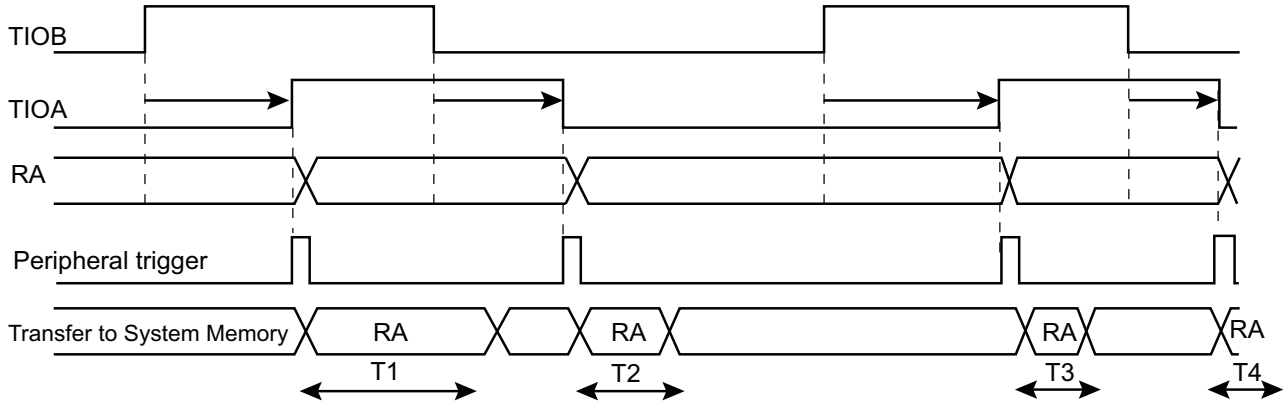 TIOB
TIOA
RA
Peripheral trigger
Transfer to System Memory RA RA RA RA
T1 T2 T3 T4